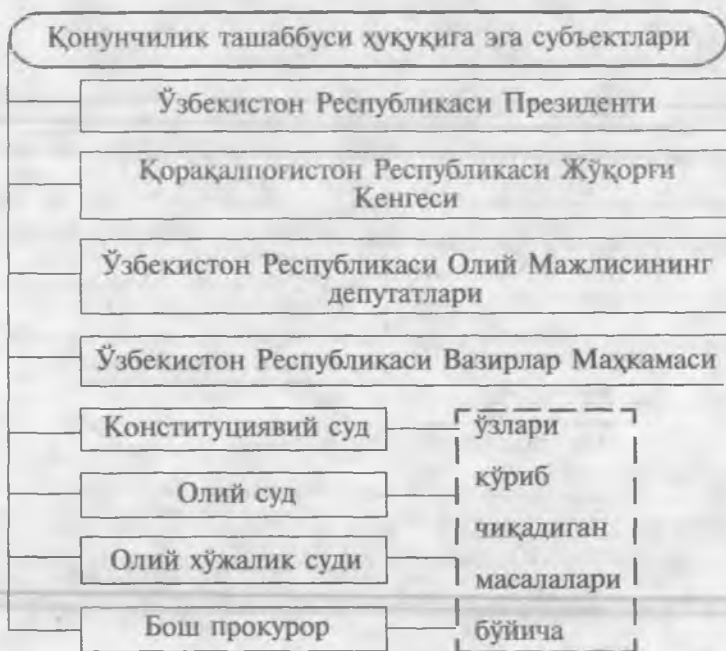 Қонунчилик ташаббуси ҳуқуқига эга субъектлари
Ўзбекистон Республикаси Президенти
Қорақалпоғистон Республикаси Жўқорғи
Кенгеси
Ўзбекистон Республикаси Олий Мажлисининг
депутатлари
Ўзбекистон Республикаси Вазирлар Маҳкамаси
Конституциявий суд
Олий суд
Олий хўжалик суди
Бош прокурор
ўзлари
кўриб
чиқадиган
масалалари
бўйича